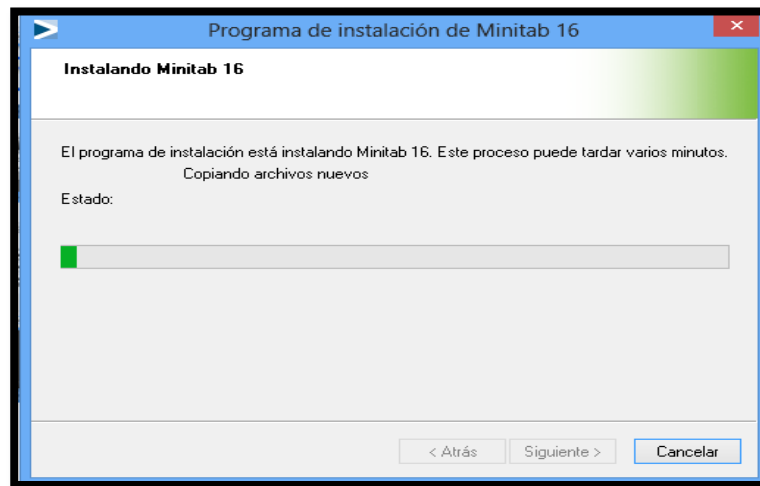 Programa de instalación de Minitab 16
Instalando Minitab 16
El programa de instalación está instalando Minitab 16. Este proceso puede tardar varios minutos.
Copiando archivos nuevos
Estado:
< Atrás
Siguiente >
Cancelar